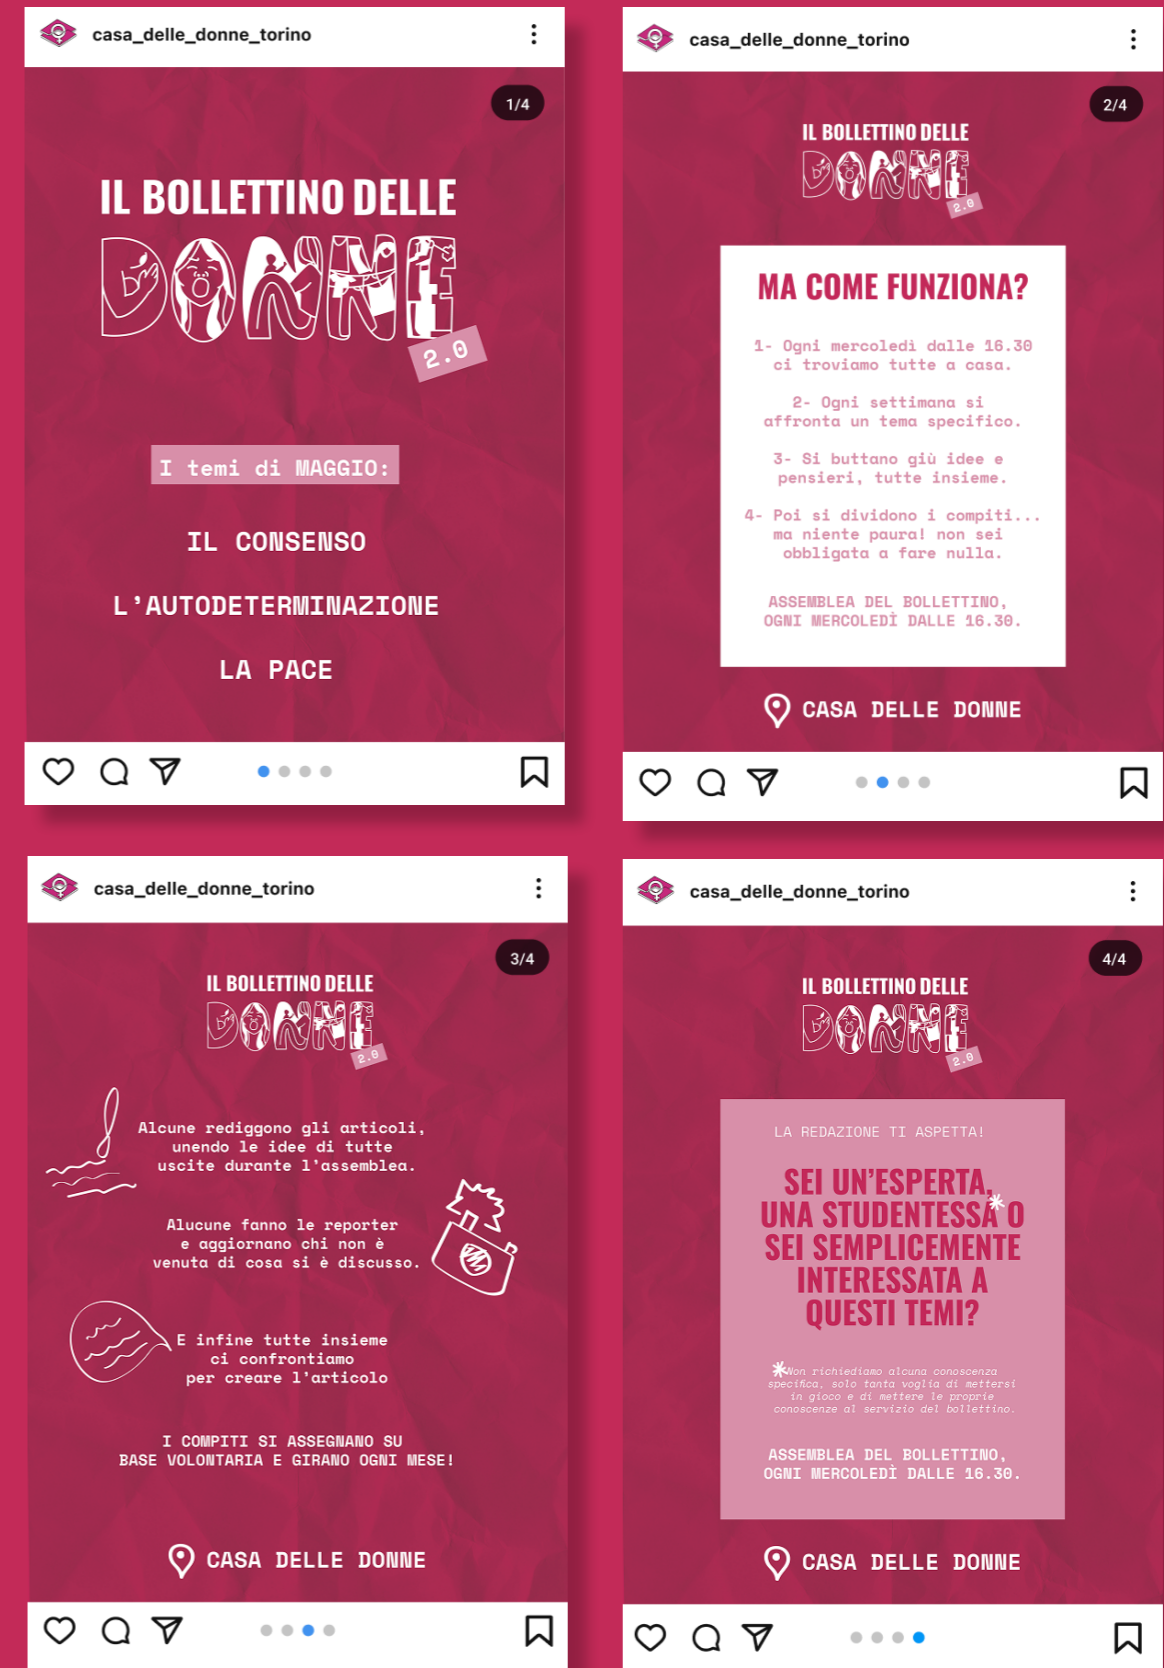 casa_delle_donne_torino
1/4
IL BOLLETTINO DELLE
DONNE
2.0
I temi di MAGGIO:
IL CONSENSO
L'AUTODETERMINAZIONE
LA PACE
casa_delle_donne_torino
2/4
IL BOLLETTINO DELLE
DONNE
2.0
MA COME FUNZIONA?
1- Ogni mercoledì dalle 16.30
ci troviamo tutte a casa.
2- Ogni settimana si
affronta un tema specifico.
3- Si buttano giù idee e
pensieri, tutte insieme.
4- Poi si dividono i compiti...
ma niente paura! non sei
obbligata a fare nulla.
ASSEMBLEA DEL BOLLETTINO,
OGNI MERCOLEDÌ DALLE 16.30.
CASA DELLE DONNE
casa_delle_donne_torino
3/4
IL BOLLETTINO DELLE
DONNE
2.0
Alcune rediggono gli articoli,
unendo le idee di tutte
uscite durante l'assemblea.
Alucune fanno le reporter
e aggiornano chi non è
venuta di cosa si è discusso.
E infine tutte insieme
ci confrontiamo
per creare l'articolo
I COMPITI SI ASSEGNANO SU
BASE VOLONTARIA E GIRANO OGNI MESE!
CASA DELLE DONNE
casa_delle_donne_torino
4/4
IL BOLLETTINO DELLE
DONNE
2.0
LA REDAZIONE TI ASPETTA!
SEI UN'ESPERTA,
UNA STUDENTESSA* O
SEI SEMPLICEMENTE
INTERESSATA A
QUESTI TEMI?
*Non richiediamo alcuna conoscenza
specifica, solo tanta voglia di mettersi
in gioco e di mettere le proprie
conoscenze al servizio del bollettino.
ASSEMBLEA DEL BOLLETTINO,
OGNI MERCOLEDÌ DALLE 16.30.
CASA DELLE DONNE